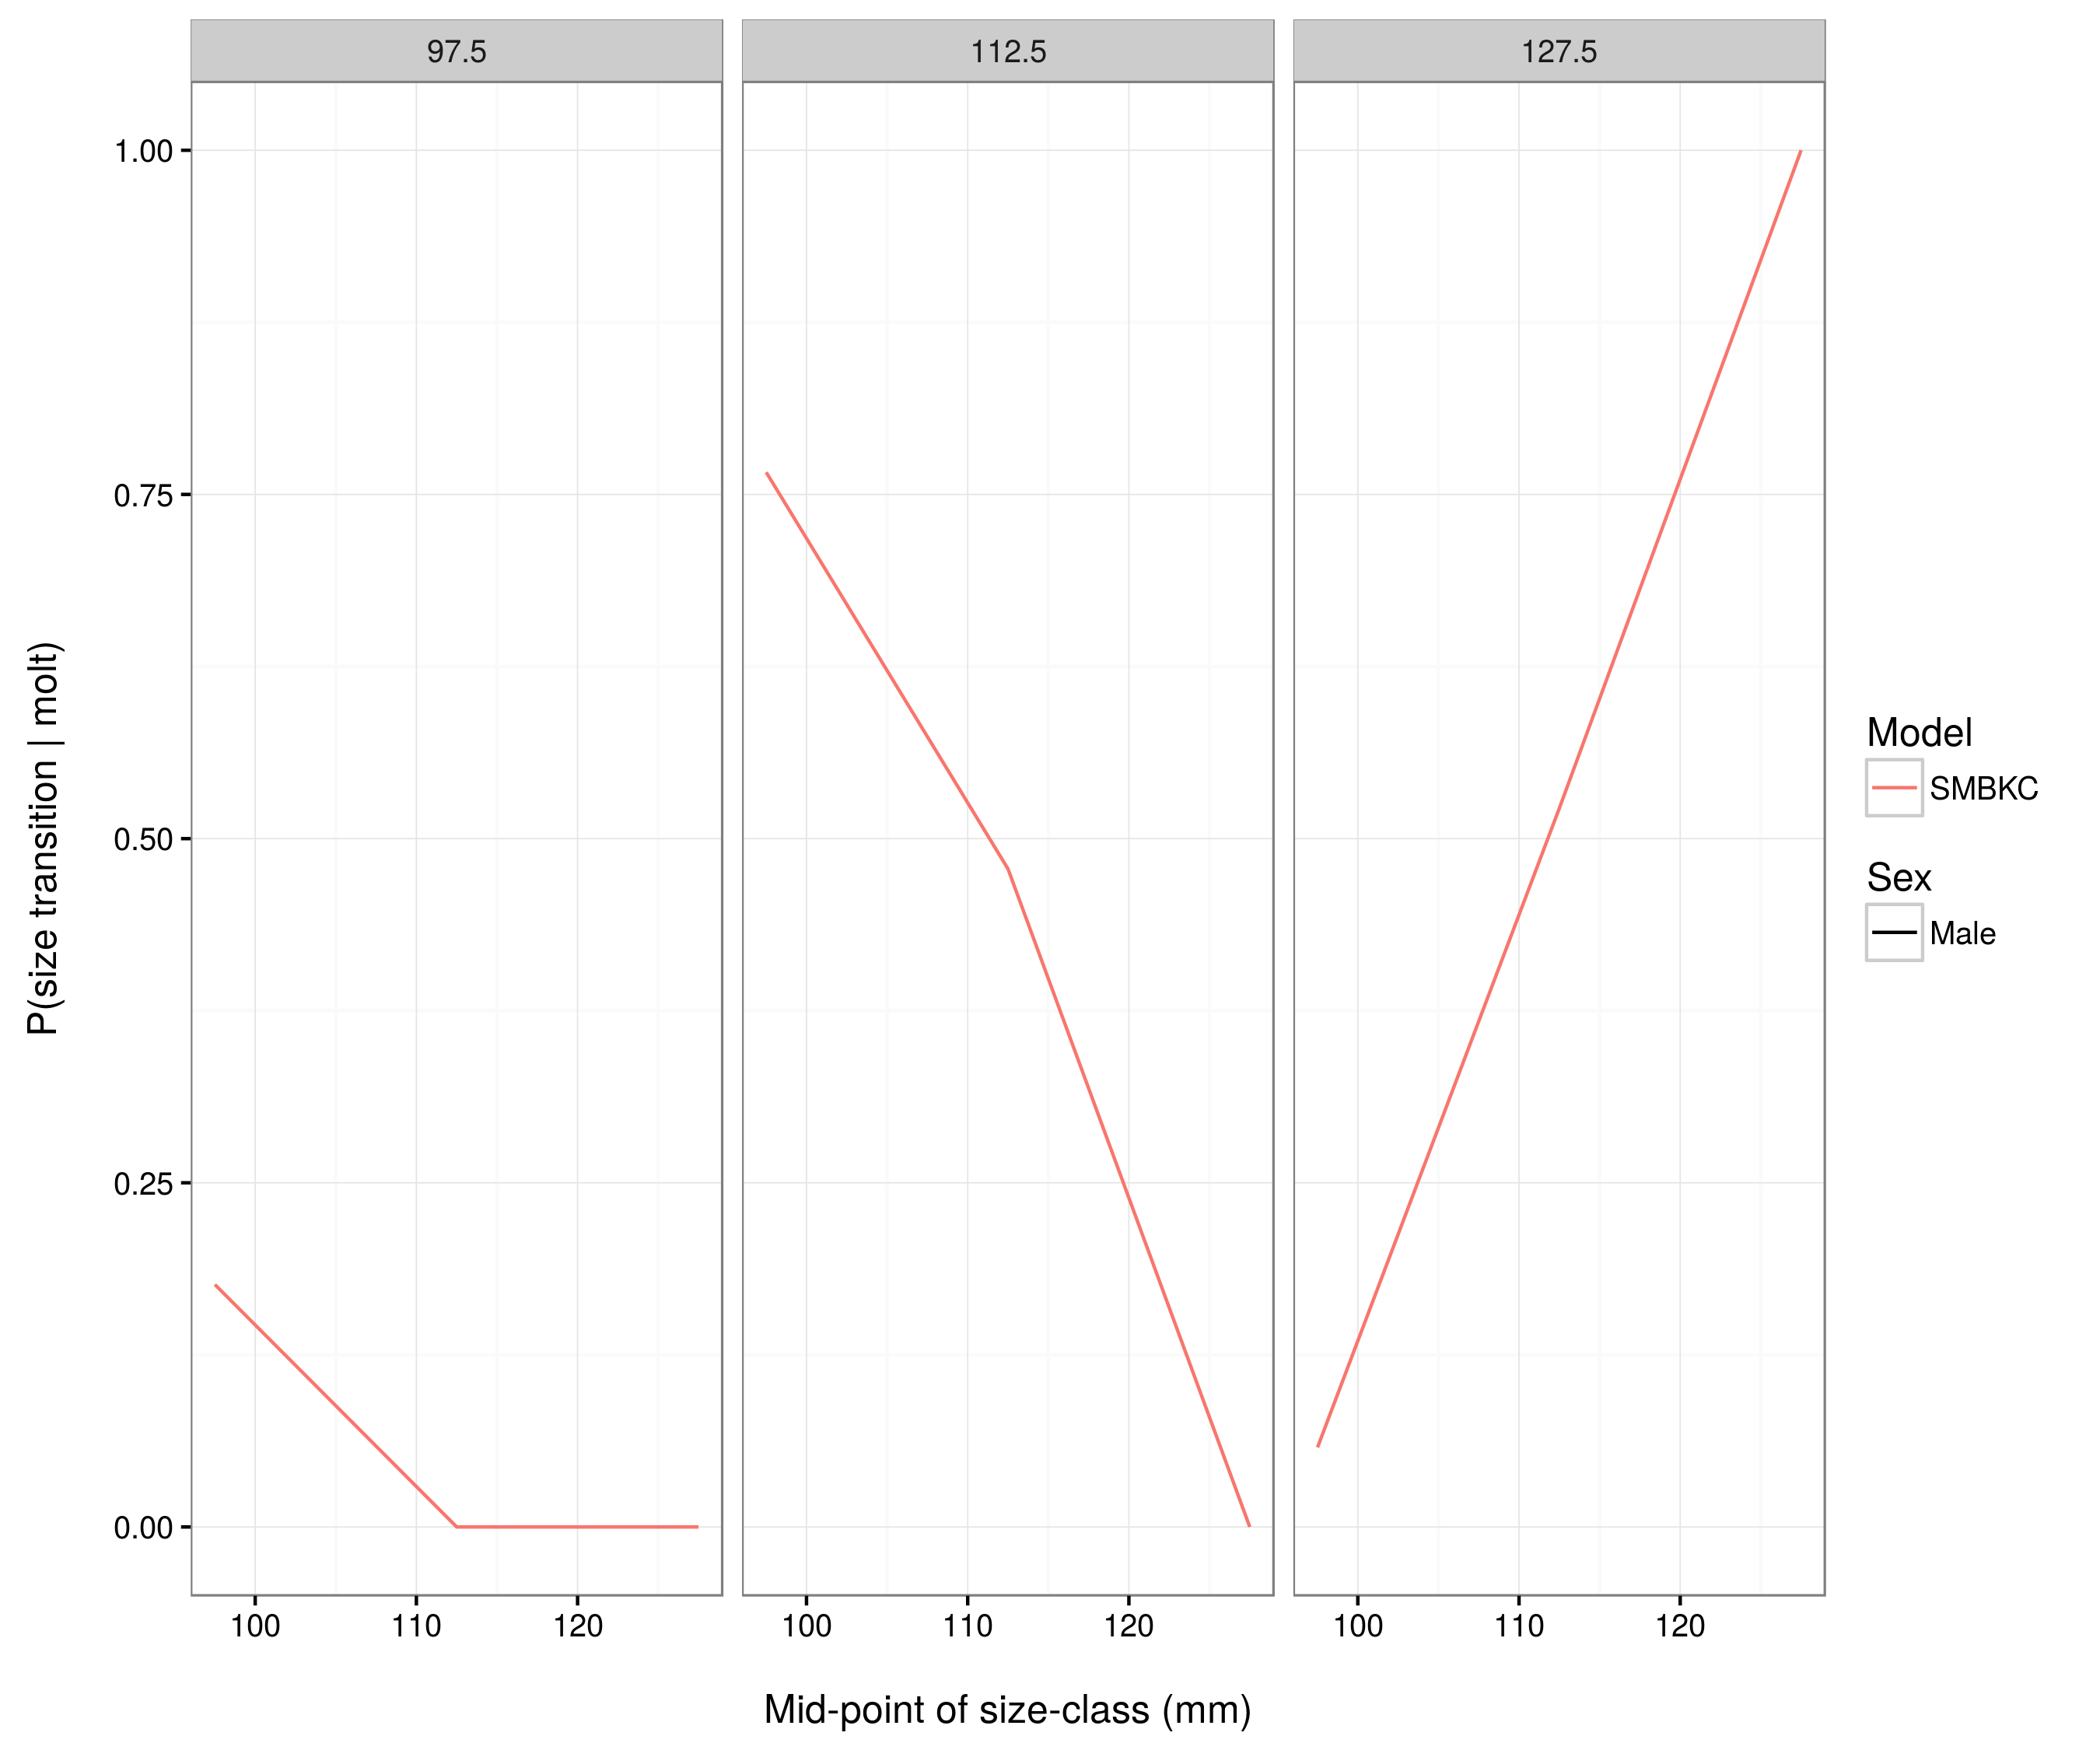 97.5 112.5 127.5
1.00
0.75
0.50
0.25
0.00
P(size transition | molt)
100 110 120 100 110 120 100 110 120
Mid-point of size-class (mm)
Model
SMBKC
Sex
Male